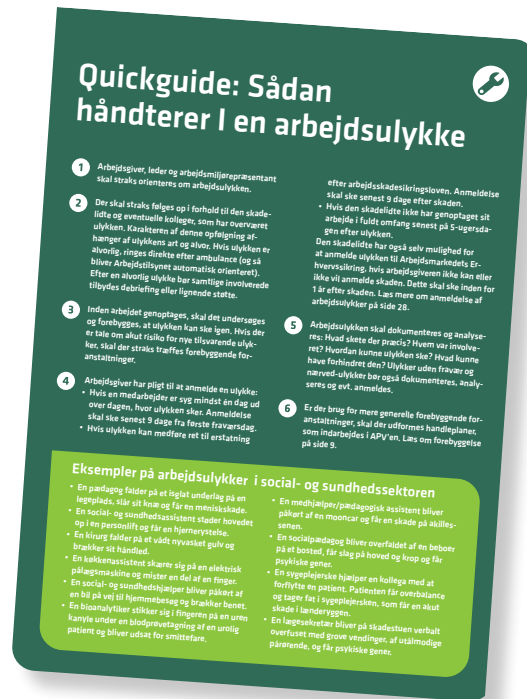 Quickguide: Sådan
håndterer I en arbejdsulykke
1 Arbejdsgiver, leder og arbejdsmiljørepræsentant
skal straks orienteres om arbejdsulykken.
2 Der skal straks følges op i forhold til den skade-
lidte og eventuelle kolleger, som har overværet
ulykken. Karakteren af denne opfølgning af-
hænger af ulykkens art og alvor. Hvis ulykken er
alvorlig, ringes direkte efter ambulance (og så
bliver Arbejdstilsynet automatisk orienteret).
Efter en alvorlig ulykke bør samtlige involverede
tilbydes debriefing eller lignende støtte.
3 Inden arbejdet genoptages, skal det undersøges
og forebygges, at ulykken kan ske igen. Hvis der
er tale om akut risiko for nye tilsvarende ulyk-
ker, skal der straks træffes forebyggende for-
anstaltninger.
4 Arbejdsgiver har pligt til at anmelde en ulykke:
• Hvis en medarbejder er syg mindst én dag ud
over dagen, hvor ulykken sker. Anmeldelse
skal ske senest 9 dage fra første fraværsdag.
• Hvis ulykken kan medføre ret til erstatning
efter arbejdsskadesikringsloven. Anmeldelse
skal ske senest 9 dage efter skaden.
• Hvis den skadelidte ikke har genoptaget sit
arbejde i fuldt omfang senest på 5-ugersda-
gen efter ulykken.
Den skadelidte har også selv mulighed for
at anmelde ulykken til Arbejdsmarkedets Er-
hvervssikring, hvis arbejdsgiveren ikke kan eller
ikke vil anmelde skaden. Dette skal ske inden for
1 år efter skaden. Læs mere om anmeldelse af
arbejdsulykker på side 28.
5 Arbejdsulykken skal dokumenteres og analyse-
res: Hvad skete der præcis? Hvem var involve-
ret? Hvordan kunne ulykken ske? Hvad kunne
have forhindret den? Ulykker uden fravær og
nærved-ulykker bør også dokumenteres, analy-
seres og evt. anmeldes.
6 Er der brug for mere generelle forebyggende for-
anstaltninger, skal der udformes handleplaner,
som indarbejdes i APV'en. Læs om forebyggelse
på side 9.
Eksempler på arbejdsulykker i social- og sundhedssektoren
• En pædagog falder på et isglat underlag på en
legeplads, slår sit knæ og får en meniskskade.
• En social- og sundhedsassistent støder hovedet
op i en personlift og får en hjernerystelse.
• En kirurg falder på et vådt nyvasket gulv og
brækker sit håndled.
• En køkkenassistent skærer sig på en elektrisk
pålægsmaskine og mister en del af en finger.
• En social- og sundhedshjælper bliver påkørt af
en bil på vej til hjemmebesøg og brækker benet.
• En bioanalytiker stikker sig i fingeren på en uren
kanyle under en blodprøvetagning af en urolig
patient og bliver udsat for smittefare.
• En medhjælper/pædagogisk assistent bliver
påkørt af en mooncar og får en skade på akilles-
senen.
• En socialpædagog bliver overfaldet af en beboer
på et bosted, får slag på hoved og krop og får
psykiske gener.
• En sygeplejerske hjælper en kollega med at
forflytte en patient. Patienten får overbalance
og tager fat i sygeplejersken, som får en akut
skade i lænderyggen.
• En lægesekretær bliver på skadestuen verbalt
overfuset med grove vendinger, af utålmodige
pårørende, og får psykiske gener.